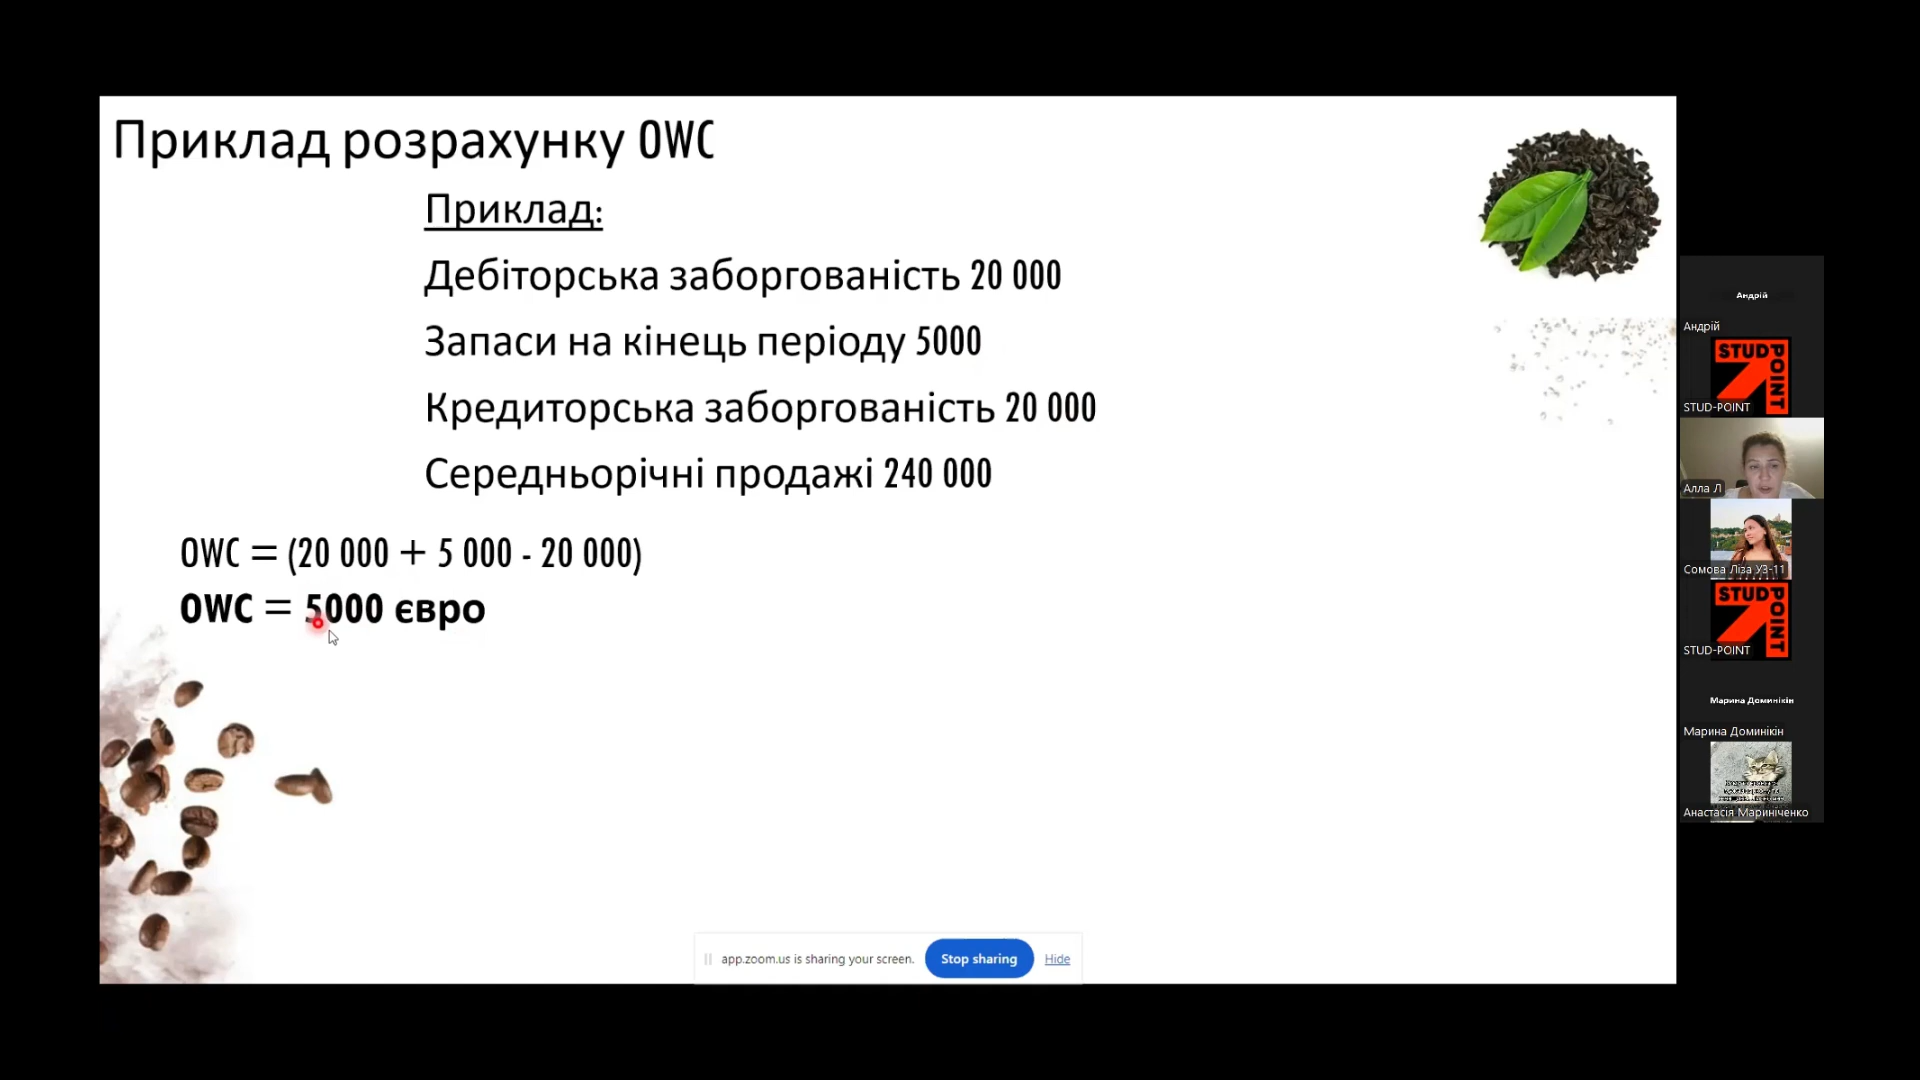 Приклад розрахунку OWC
Приклад:
Дебіторська заборгованість 20 000
Запаси на кінець періоду 5000
Кредиторська заборгованість 20 000
Середньорічні продажі 240 000
OWC = (20 000 + 5 000 - 20 000)
OWC = 5000 євро
app.zoom.us is sharing your screen.
Stop sharing
Hide
Андрій
Андрій
STUD POINT
STUD-POINT
Алла Л
Сомова Ліза УЗ-11
STUD POINT
STUD-POINT
Марина Доминікін
Марина Доминікін
Анастасія Мариніченко